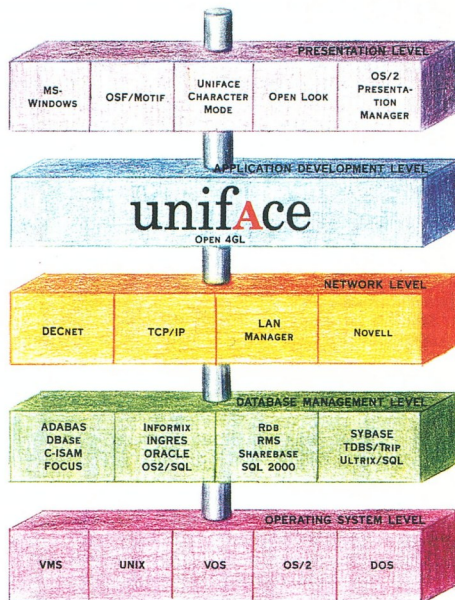 PRESENTATION LEVEL
MS-
WINDOWS
OSF/MOTIF
UNIFACE
CHARACTER
MODE
OPEN LOOK
OS/2
PRESENTA-
TION
MANAGER
APPLICATION DEVELOPMENT LEVEL
unifAce
OPEN 4GL
NETWORK LEVEL
DECNET
TCP/IP
LAN
MANAGER
NOVELL
DATABASE MANAGEMENT LEVEL
ADABAS
DBASE
C-ISAM
FOCUS
INFORMIX
INGRES
ORACLE
OS2/SQL
RDB
RMS
SHAREBASE
SQL 2000
SYBASE
TDBS/TRIP
ULTRIX/SQL
OPERATING SYSTEM LEVEL
VMS
UNIX
VOS
OS/2
DOS